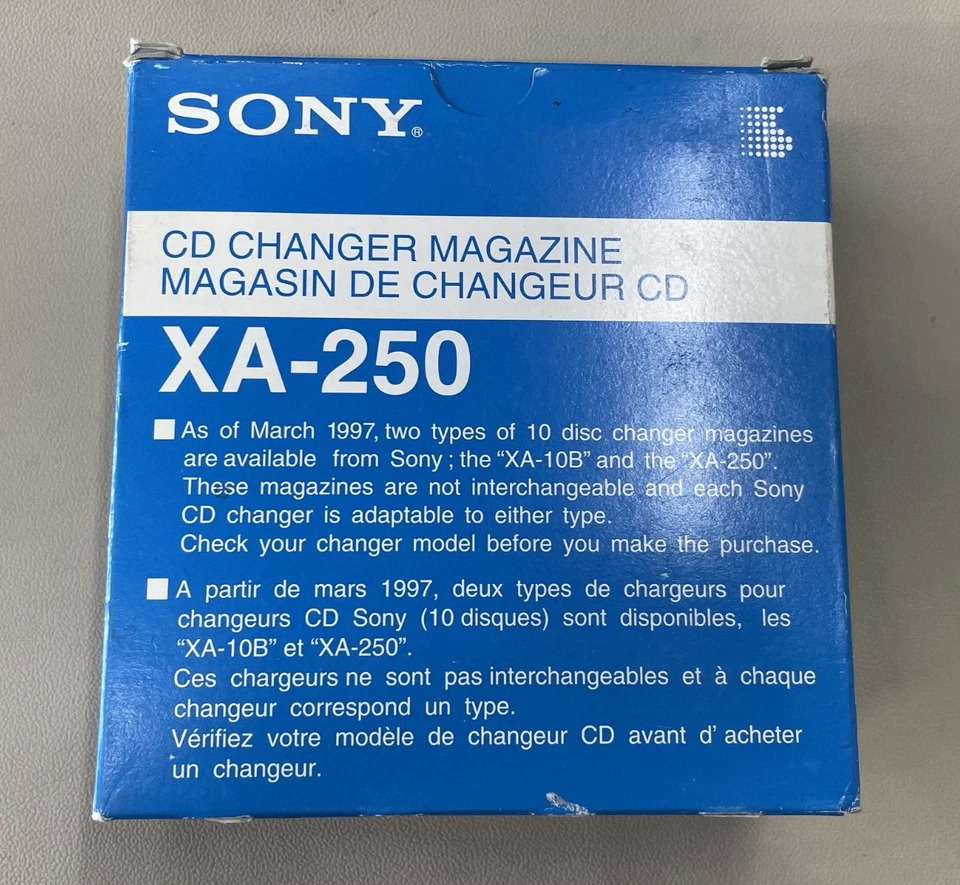 SONY®
CD CHANGER MAGAZINE
MAGASIN DE CHANGEUR CD
XA-250
As of March 1997, two types of 10 disc changer magazines
are available from Sony ; the “XA-10B” and the “XA-250”.
These magazines are not interchangeable and each Sony
CD changer is adaptable to either type.
Check your changer model before you make the purchase.
A partir de mars 1997, deux types de chargeurs pour
changeurs CD Sony (10 disques) sont disponibles, les
“XA-10B” et “XA-250”.
Ces chargeurs ne sont pas interchangeables et à chaque
changeur correspond un type.
Vérifiez votre modèle de changeur CD avant d' acheter
un changeur.